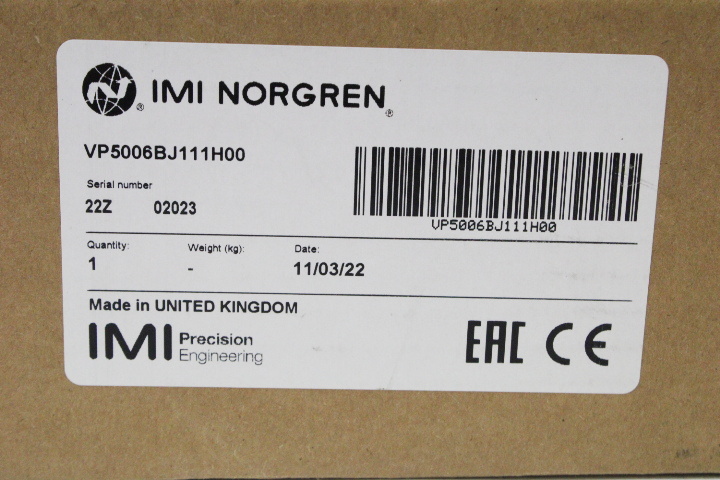 IMI NORGREN®
VP5006BJ111H00
Serial number
22Z 02023
VP5006BJ111H00
Quantity: Weight (kg): Date:
1 - 11/03/22
Made in UNITED KINGDOM
IMI Precision
Engineering
EAC CE